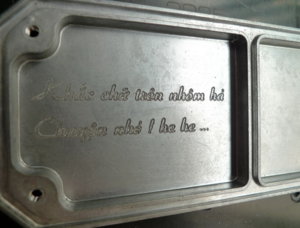 Khắc chữ trên nhôm hả
Chuyện nhỏ ! he he ...